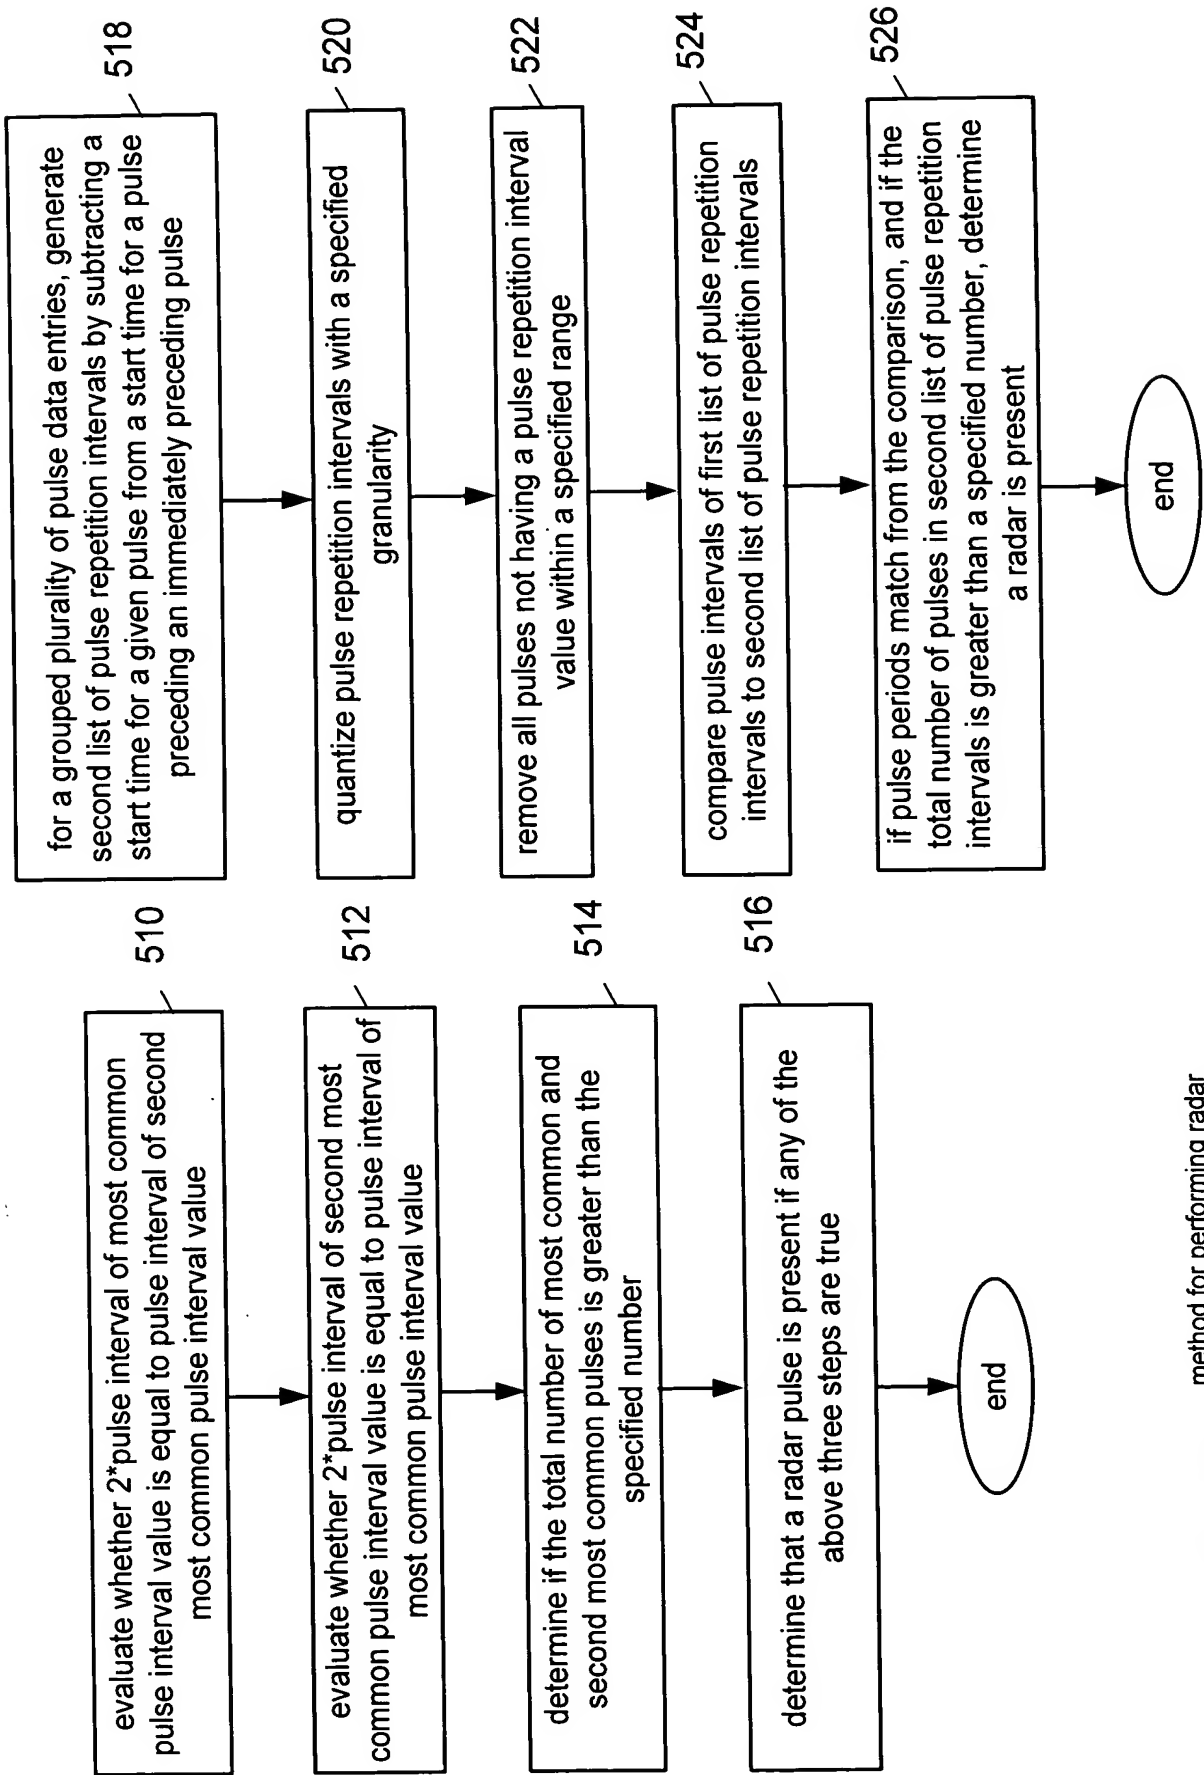 evaluate whether 2*pulse interval of most common
pulse interval value is equal to pulse interval of second
most common pulse interval value
510
evaluate whether 2*pulse interval of second most
common pulse interval value is equal to pulse interval of
most common pulse interval value
512
determine if the total number of most common and
second most common pulses is greater than the
specified number
514
determine that a radar pulse is present if any of the
above three steps are true
516
end
for a grouped plurality of pulse data entries, generate
second list of pulse repetition intervals by subtracting a
start time for a given pulse from a start time for a pulse
preceding an immediately preceding pulse
518
quantize pulse repetition intervals with a specified
granularity
520
remove all pulses not having a pulse repetition interval
value within a specified range
522
compare pulse intervals of first list of pulse repetition
intervals to second list of pulse repetition intervals
524
if pulse periods match from the comparison, and if the
total number of pulses in second list of pulse repetition
intervals is greater than a specified number, determine
a radar is present
526
end
method for performing radar